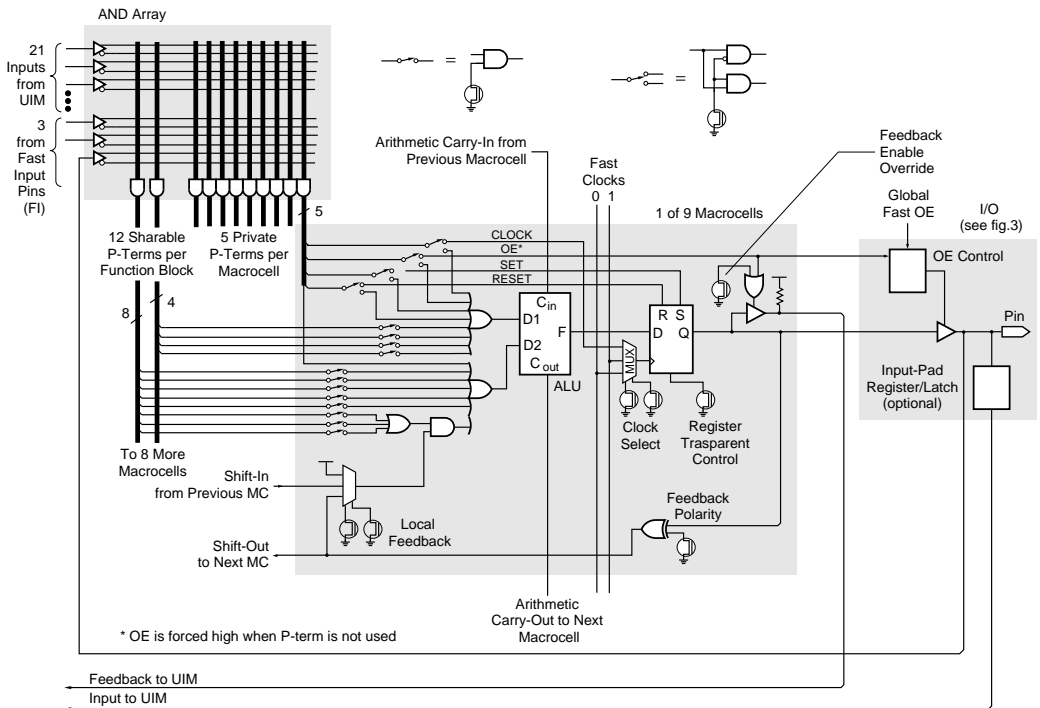 AND Array
21
Inputs
from
UIM
3
from
Fast
Input
Pins
(FI)
=
=
Arithmetic Carry-In from
Previous Macrocell
Fast
Clocks
0 1
Feedback
Enable
Override
Global
Fast OE
I/O
(see fig.3)
1 of 9 Macrocells
5
12 Sharable
P-Terms per
Function Block
5 Private
P-Terms per
Macrocell
CLOCK
OE*
SET
RESET
OE Control
8
4
Cin
D1
D2
F
Cout
ALU
R S
D Q
MUX
Pin
Input-Pad
Register/Latch
(optional)
Clock
Select
Register
Trasparent
Control
To 8 More
Macrocells
Shift-In
from Previous MC
Local
Feedback
Feedback
Polarity
Shift-Out
to Next MC
Arithmetic
Carry-Out to Next
Macrocell
* OE is forced high when P-term is not used
Feedback to UIM
Input to UIM